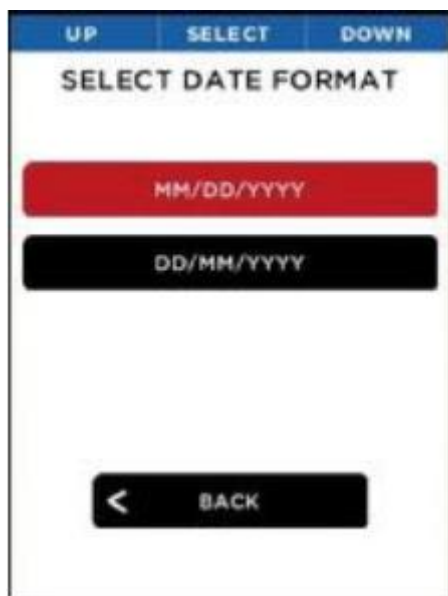 UP SELECT DOWN
SELECT DATE FORMAT
MM/DD/YYYY
DD/MM/YYYY
< BACK